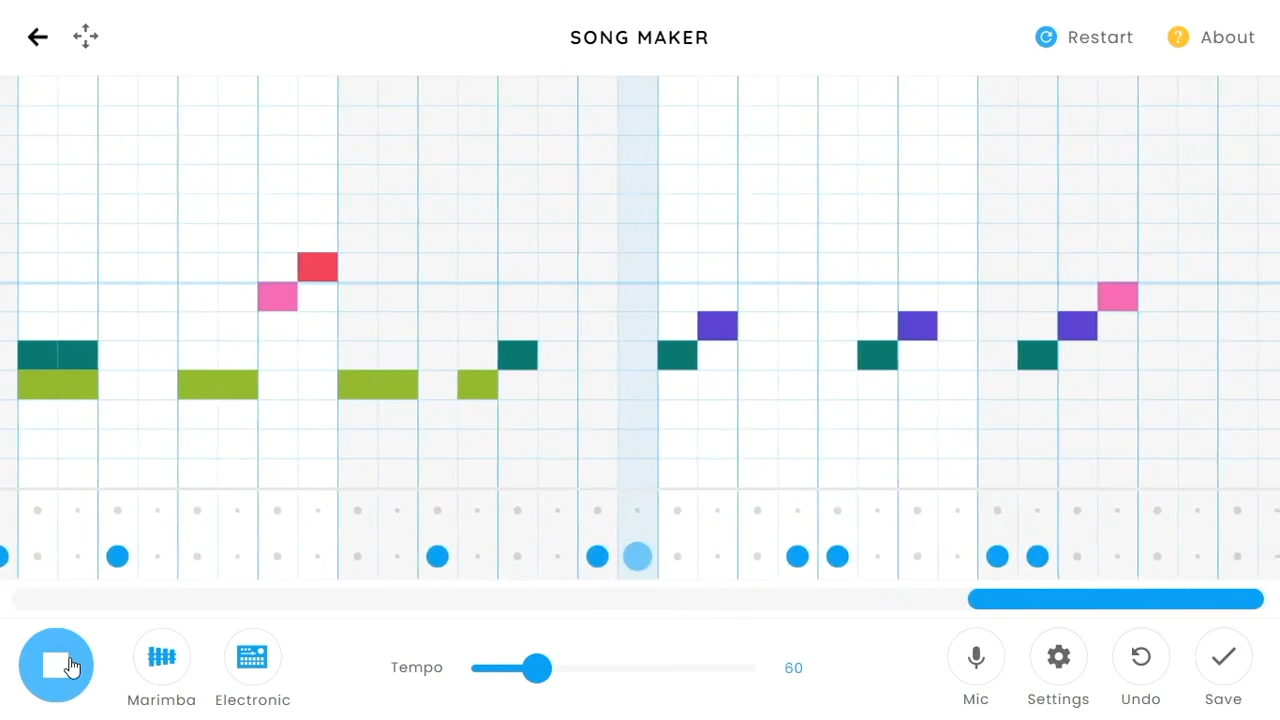 SONG MAKER
Restart
? About
Tempo
60
Marimba
Electronic
Mic
Settings
Undo
Save